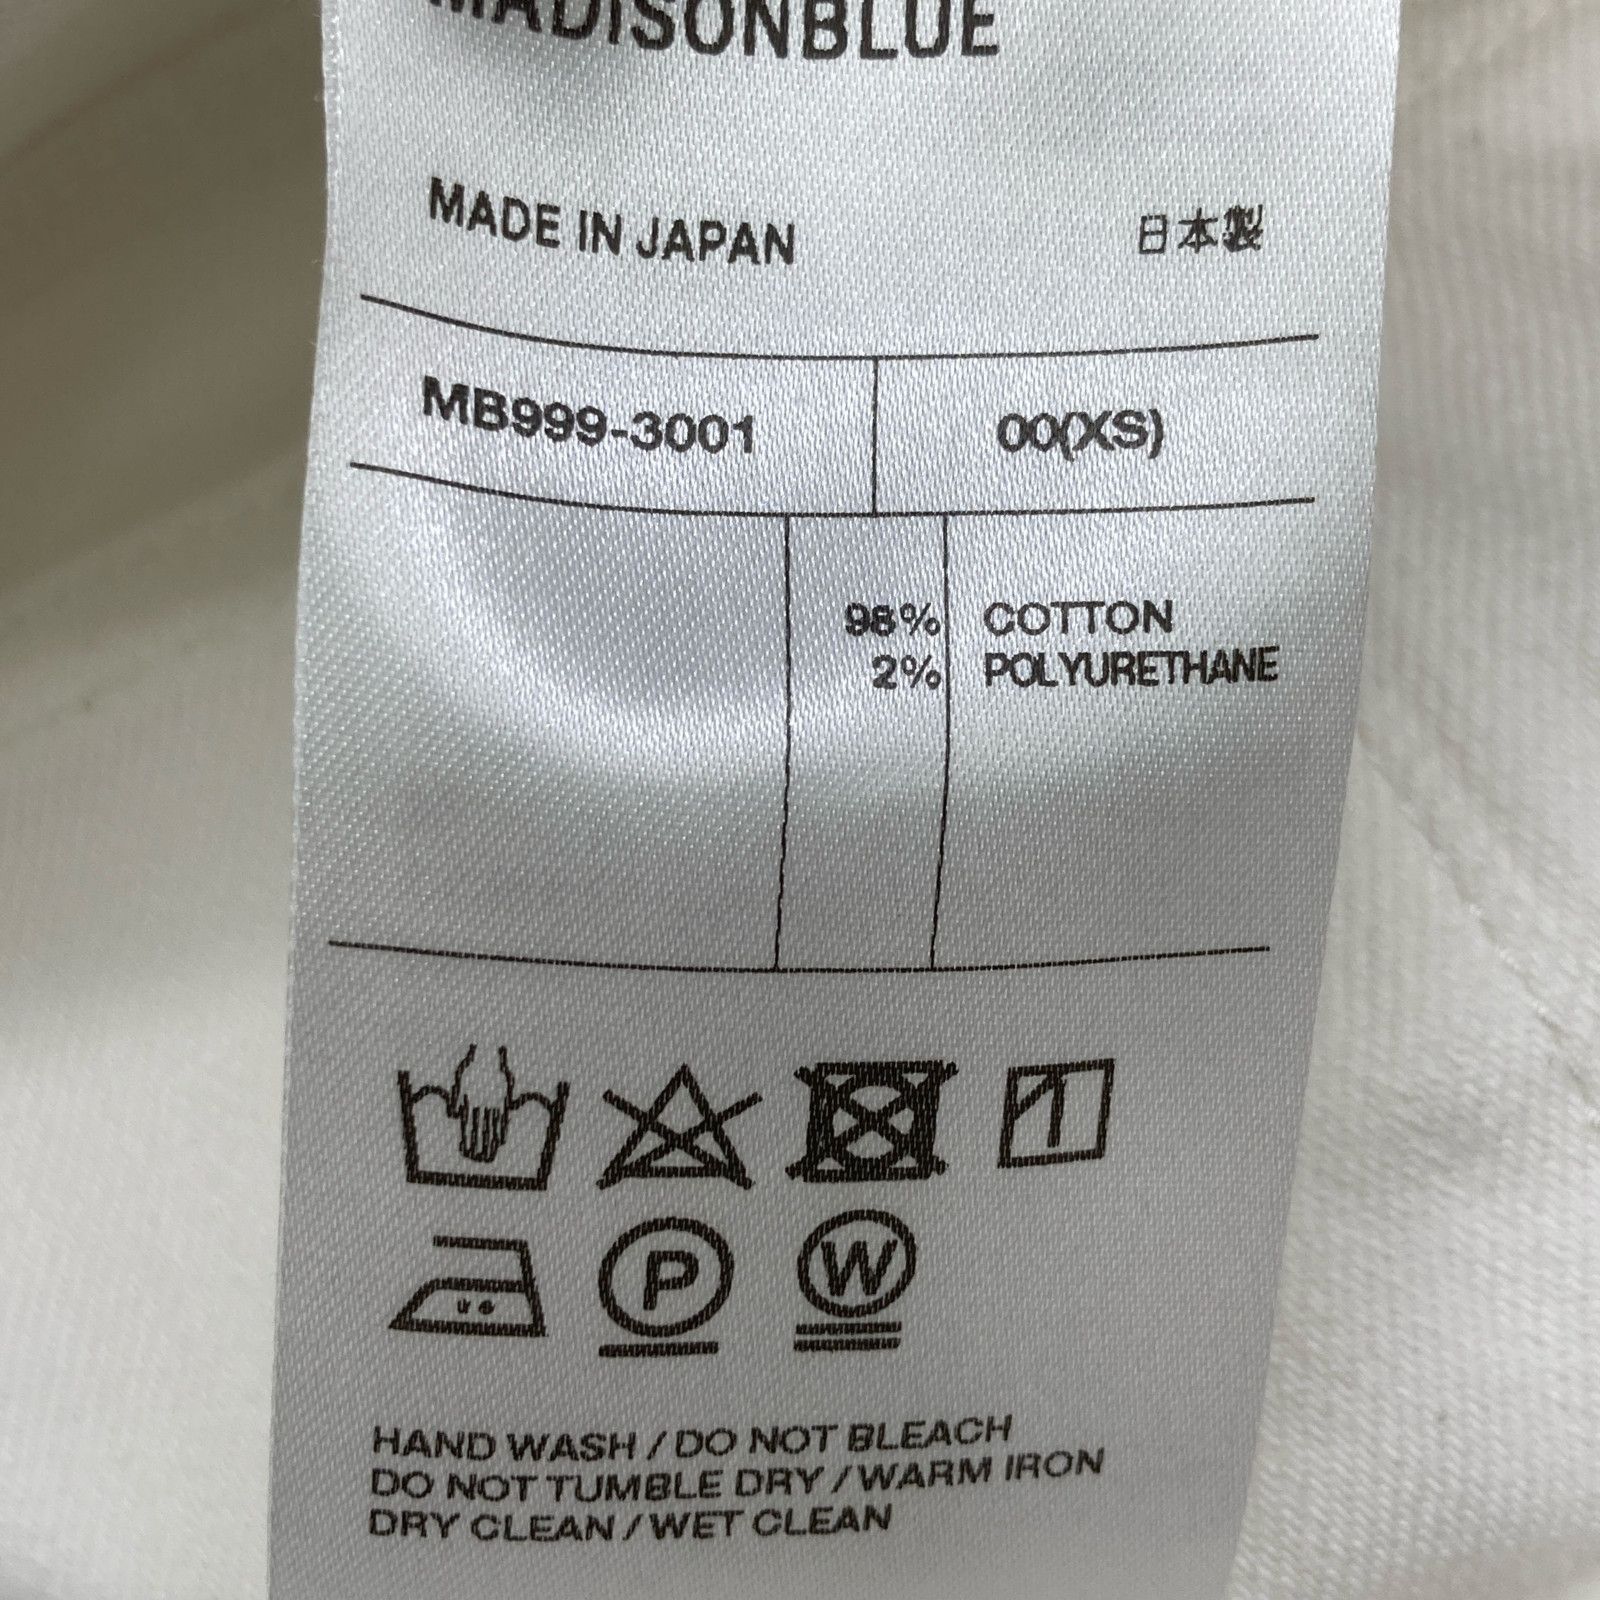 MADISONBLUE
MADE IN JAPAN 日本製
MB999-3001 00(XS)
98% COTTON
2% POLYURETHANE
P W
HAND WASH / DO NOT BLEACH
DO NOT TUMBLE DRY / WARM IRON
DRY CLEAN / WET CLEAN